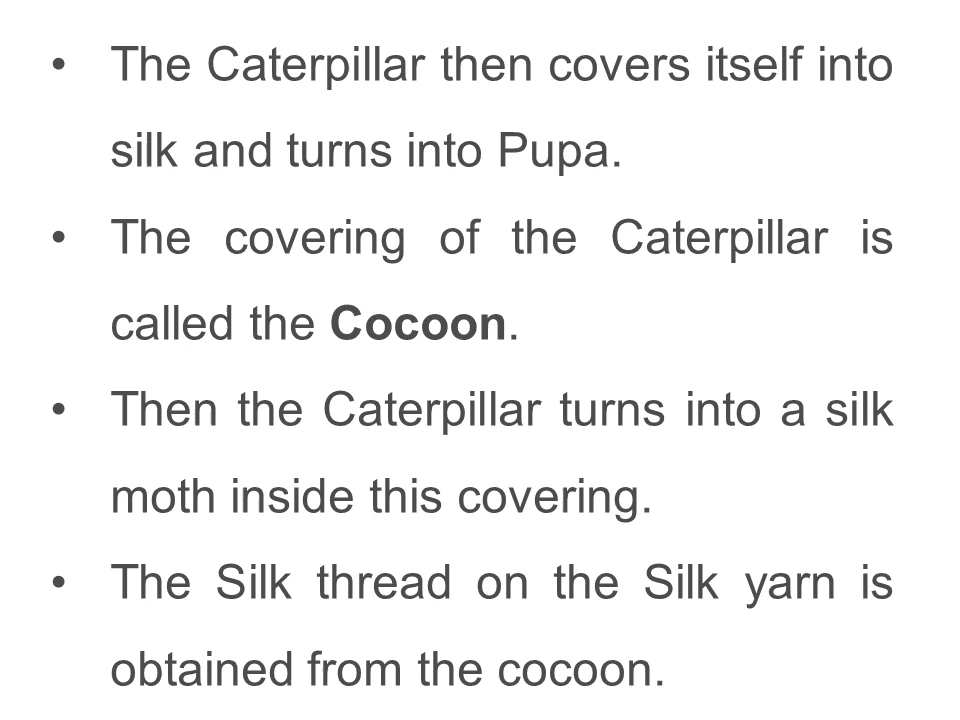 • The Caterpillar then covers itself into
silk and turns into Pupa.
• The covering of the Caterpillar is
called the Cocoon.
• Then the Caterpillar turns into a silk
moth inside this covering.
• The Silk thread on the Silk yarn is
obtained from the cocoon.